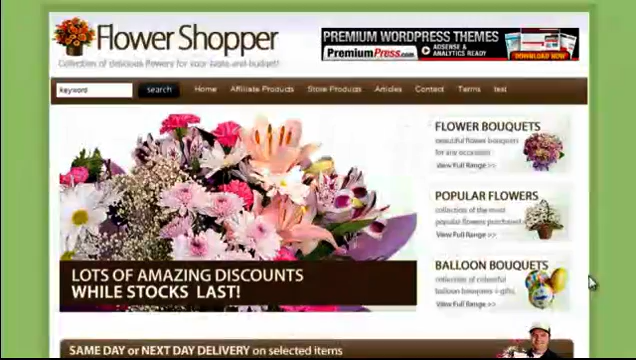 Flower Shopper
Collection of delicious flowers for your taste and budget!
PREMIUM WORDPRESS THEMES
PremiumPress.com
ADSENSE &
ANALYTICS READY
DOWNLOAD NOW
keyword
search
Home
Affiliate Products
Store Products
Articles
Contact
Terms
test
FLOWER BOUQUETS
beautiful flower bouquets
for any occasion.
View Full Range >>
POPULAR FLOWERS
collection of the most
popular flowers purchased
View Full Range >>
BALLOON BOUQUETS
collection of colourful
balloon bouquets + gifts.
View Full Range >>
LOTS OF AMAZING DISCOUNTS
WHILE STOCKS LAST!
SAME DAY or NEXT DAY DELIVERY on selected items